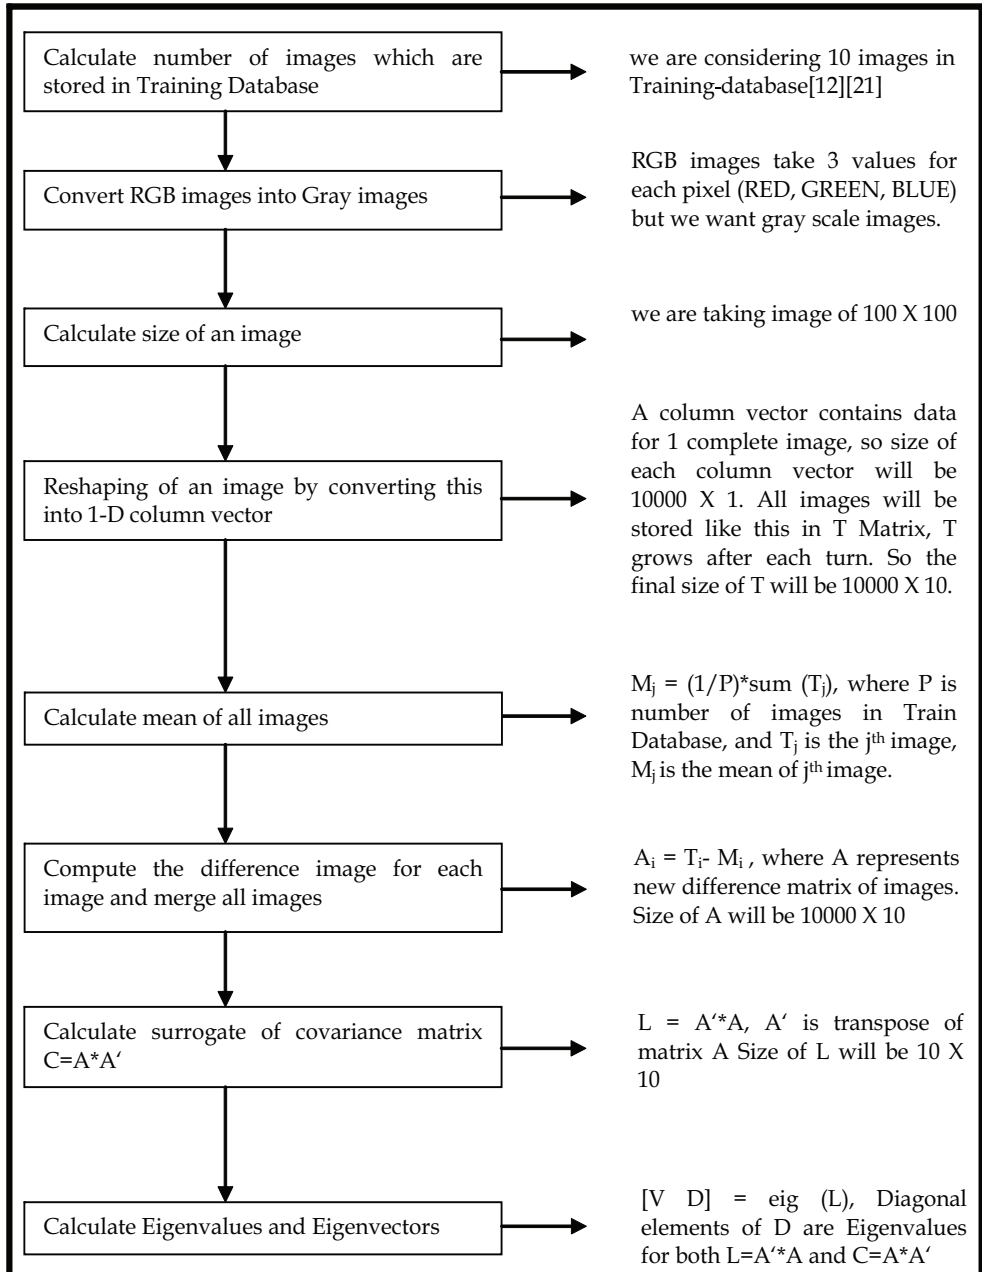 Calculate number of images which are
stored in Training Database
we are considering 10 images in
Training-database[12][21]
Convert RGB images into Gray images
RGB images take 3 values for
each pixel (RED, GREEN, BLUE)
but we want gray scale images.
Calculate size of an image
we are taking image of 100 X 100
Reshaping of an image by converting this
into 1-D column vector
A column vector contains data
for 1 complete image, so size of
each column vector will be
10000 X 1. All images will be
stored like this in T Matrix, T
grows after each turn. So the
final size of T will be 10000 X 10.
Calculate mean of all images
Mj = (1/P)*sum (Tj), where P is
number of images in Train
Database, and Tj is the jth image,
Mj is the mean of jth image.
Compute the difference image for each
image and merge all images
Ai = Ti- Mi , where A represents
new difference matrix of images.
Size of A will be 10000 X 10
Calculate surrogate of covariance matrix
C=A*A‘
L = A‘*A, A‘ is transpose of
matrix A Size of L will be 10 X
10
Calculate Eigenvalues and Eigenvectors
[V D] = eig (L), Diagonal
elements of D are Eigenvalues
for both L=A‘*A and C=A*A‘